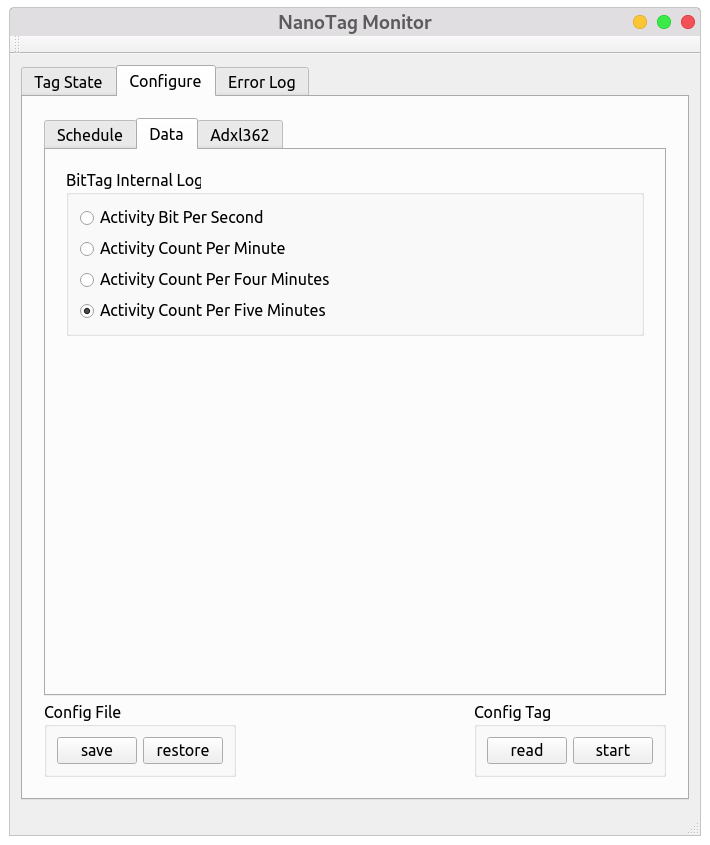 NanoTag Monitor
Tag State Configure Error Log
Schedule Data Adxl362
BitTag Internal Log
Activity Bit Per Second
Activity Count Per Minute
Activity Count Per Four Minutes
Activity Count Per Five Minutes
Config File Config Tag
save restore read start